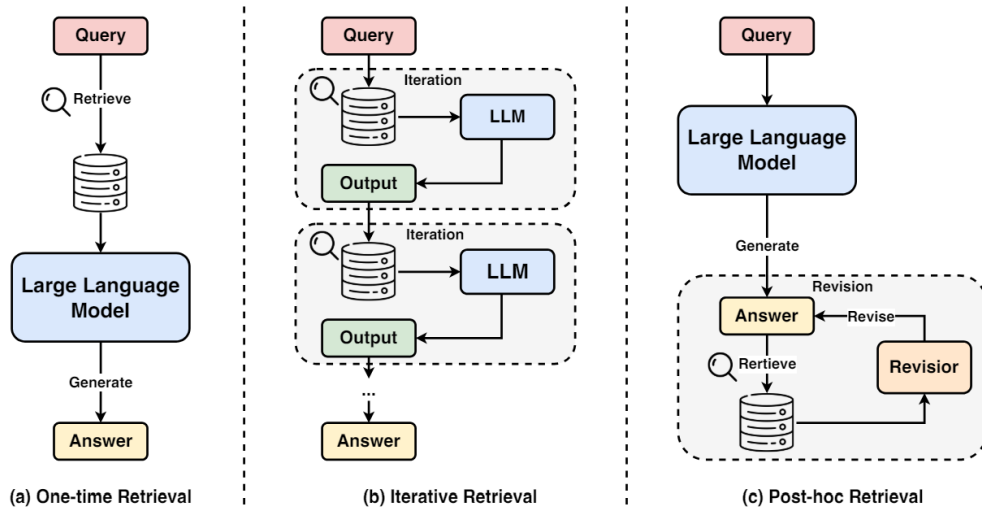 Query
Retrieve
Large Language
Model
Generate
Answer
(a) One-time Retrieval
Query
Iteration
LLM
Output
Iteration
LLM
Output
...
Answer
(b) Iterative Retrieval
Query
Large Language
Model
Generate
Revision
Answer
Revise
Rertieve
Revisior
(c) Post-hoc Retrieval